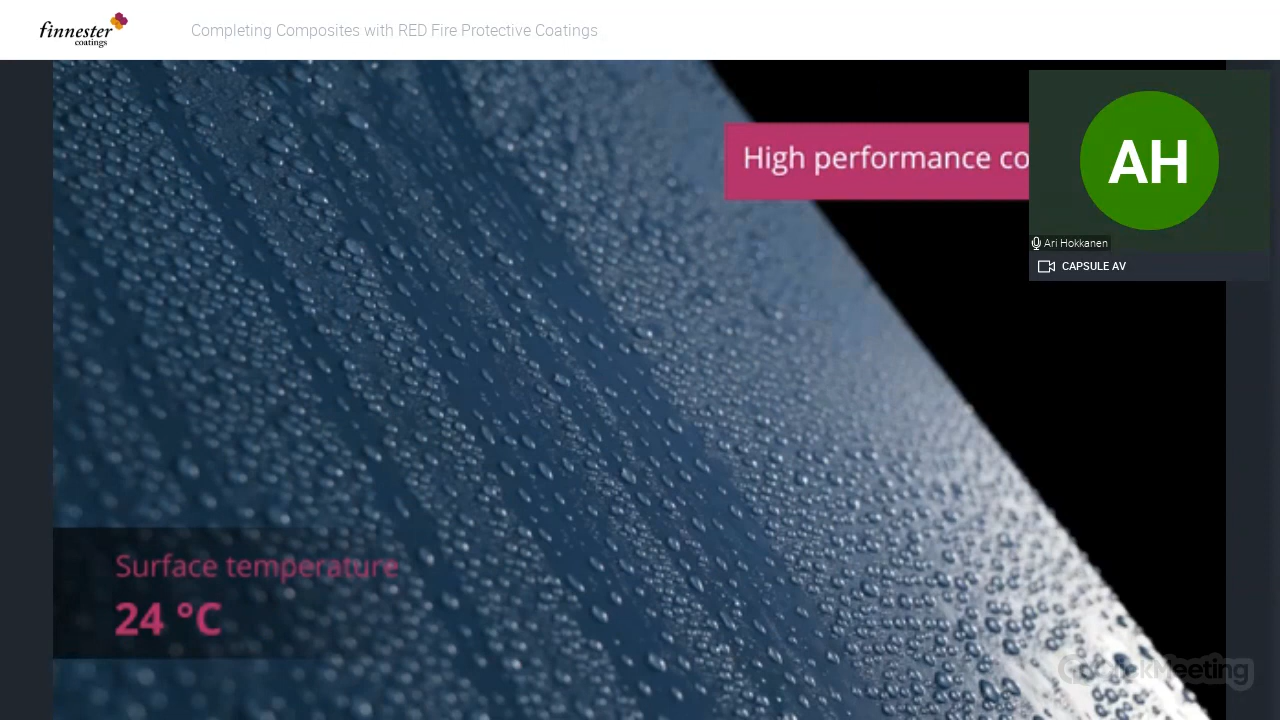 finnester
coatings
Completing Composites with RED Fire Protective Coatings
High performance co
AH
Ari Hokkanen
CAPSULE AV
Surface temperature
24 °C
ClickMeeting